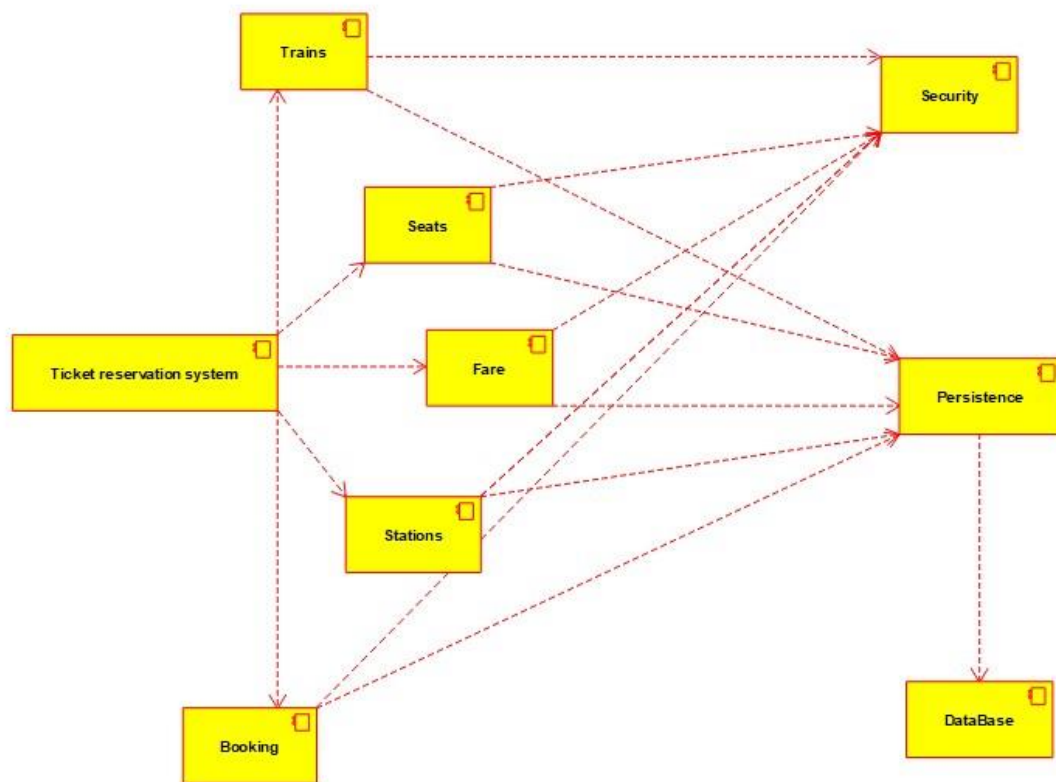 Trains
Security
Seats
Ticket reservation system
Fare
Persistence
Stations
Booking
DataBase